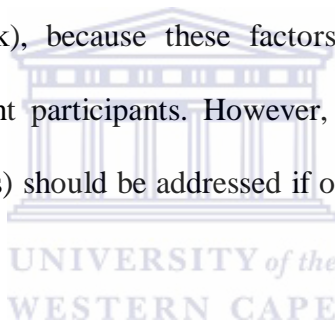 k), because these factors
nt participants. However,
s) should be addressed if o
UNIVERSITY of the
WESTERN CAPE